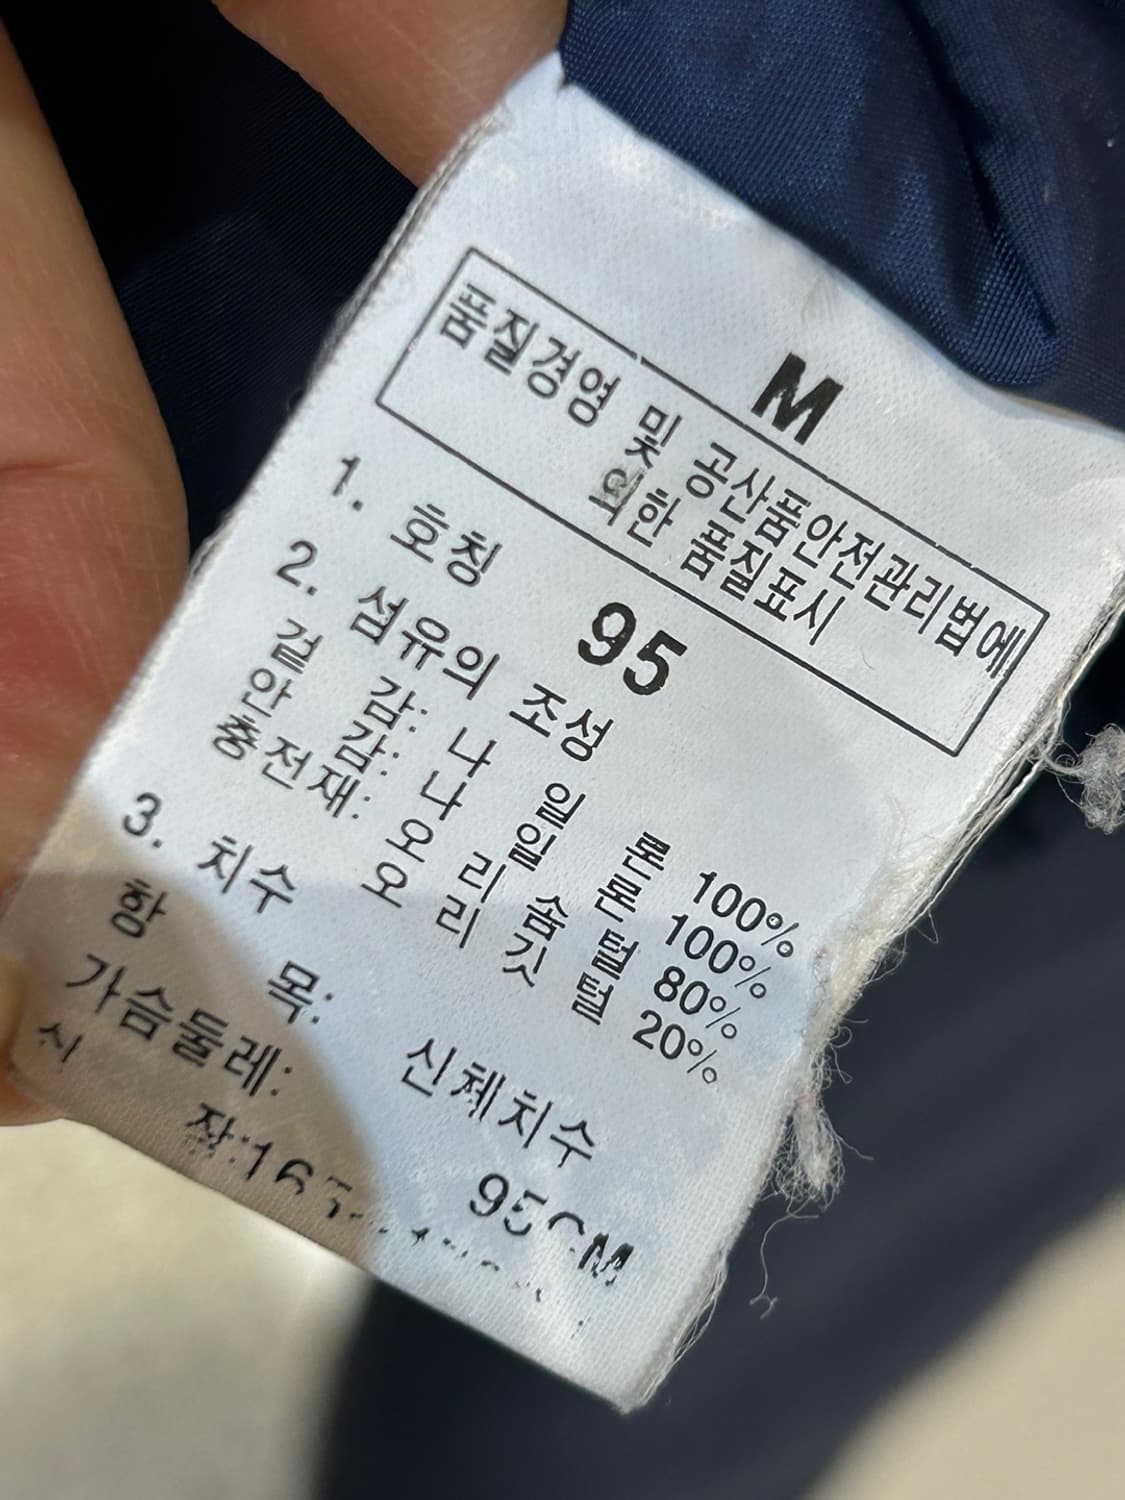 M
품질경영 및 공산품안전관리법에
의한 품질표시
1. 호칭 95
2. 섬유의 조성
겉 감: 나 일 론 100%
안 감: 나 일 론 100%
충전재: 오 리 솜 털 80%
오 리 깃 털 20%
3. 치수
항 목: 신체치수
가슴둘레: 95CM
신 장: